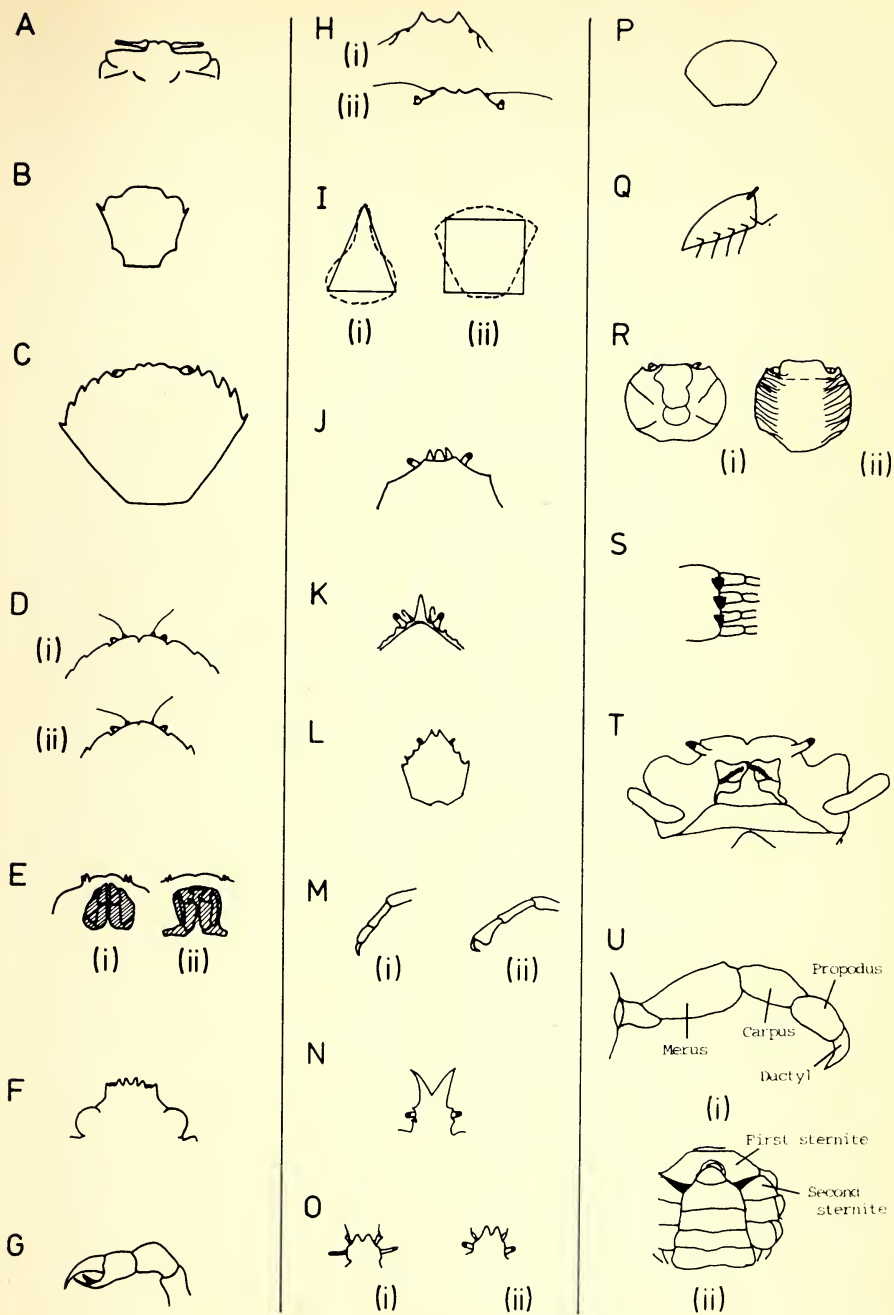 A
B
C
D
(i)
(ii)
E
(i) (ii)
F
G
H
(i)
(ii)
I
(i) (ii)
J
K
L
M
(i) (ii)
N
O
(i) (ii)
P
Q
R
(i) (ii)
S
T
U
Propodus
Carpus
Merus
Dactyl
(i)
First sternite
Second
sternite
(ii)